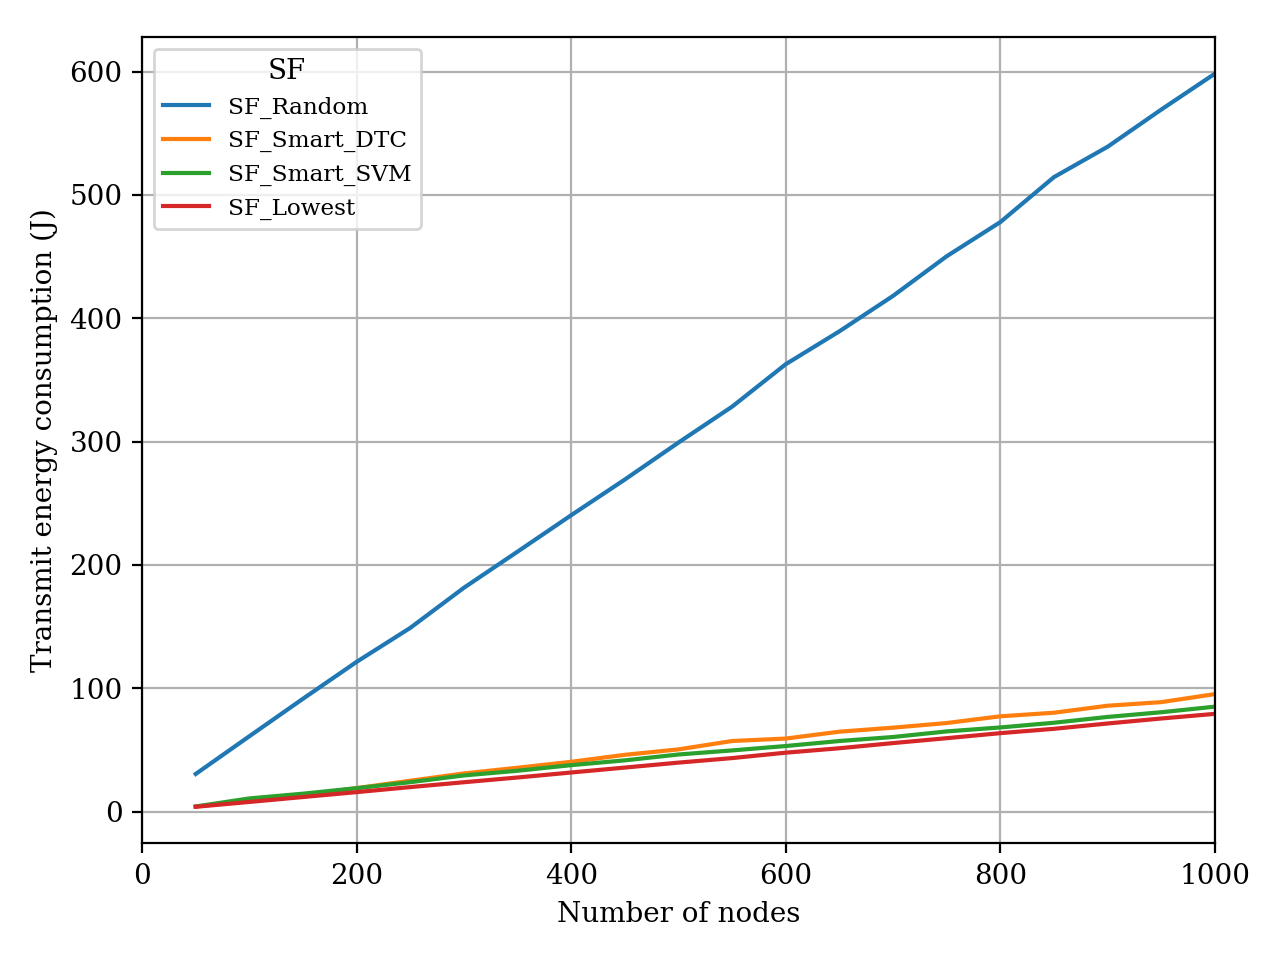 SF
SF_Random
SF_Smart_DTC
SF_Smart_SVM
SF_Lowest
Transmit energy consumption (J)
600
500
400
300
200
100
0
0 200 400 600 800 1000
Number of nodes